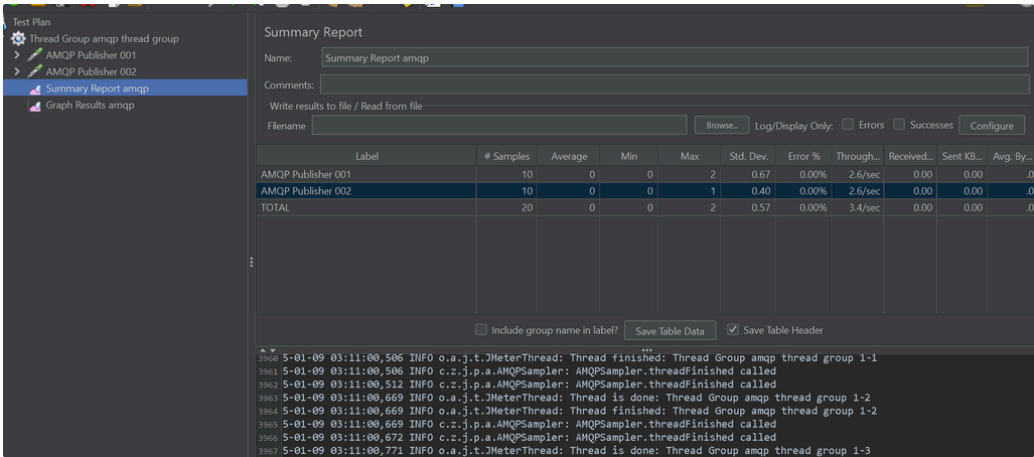 Test Plan
Thread Group amqp thread group
AMQP Publisher 001
AMQP Publisher 002
Summary Report amqp
Graph Results amqp
Summary Report
Name: Summary Report amqp
Comments:
Write results to file / Read from file
Filename Browse... Log/Display Only: Errors Successes Configure
Label # Samples Average Min Max Std. Dev. Error % Through... Received... Sent KB... Avg. By...
AMQP Publisher 001 10 0 0 2 0.67 0.00% 2.6/sec 0.00 0.00 .0
AMQP Publisher 002 10 0 0 1 0.40 0.00% 2.6/sec 0.00 0.00 .0
TOTAL 20 0 0 2 0.57 0.00% 3.4/sec 0.00 0.00 .0
Include group name in label? Save Table Data Save Table Header
3960 5-01-09 03:11:00,506 INFO o.a.j.t.JMeterThread: Thread finished: Thread Group amqp thread group 1-1
3961 5-01-09 03:11:00,506 INFO c.z.j.p.a.AMQPSampler: AMQPSampler.threadFinished called
3962 5-01-09 03:11:00,512 INFO c.z.j.p.a.AMQPSampler: AMQPSampler.threadFinished called
3963 5-01-09 03:11:00,669 INFO o.a.j.t.JMeterThread: Thread is done: Thread Group amqp thread group 1-2
3964 5-01-09 03:11:00,669 INFO o.a.j.t.JMeterThread: Thread finished: Thread Group amqp thread group 1-2
3965 5-01-09 03:11:00,669 INFO c.z.j.p.a.AMQPSampler: AMQPSampler.threadFinished called
3966 5-01-09 03:11:00,672 INFO c.z.j.p.a.AMQPSampler: AMQPSampler.threadFinished called
3967 5-01-09 03:11:00,771 INFO o.a.j.t.JMeterThread: Thread is done: Thread Group amqp thread group 1-3